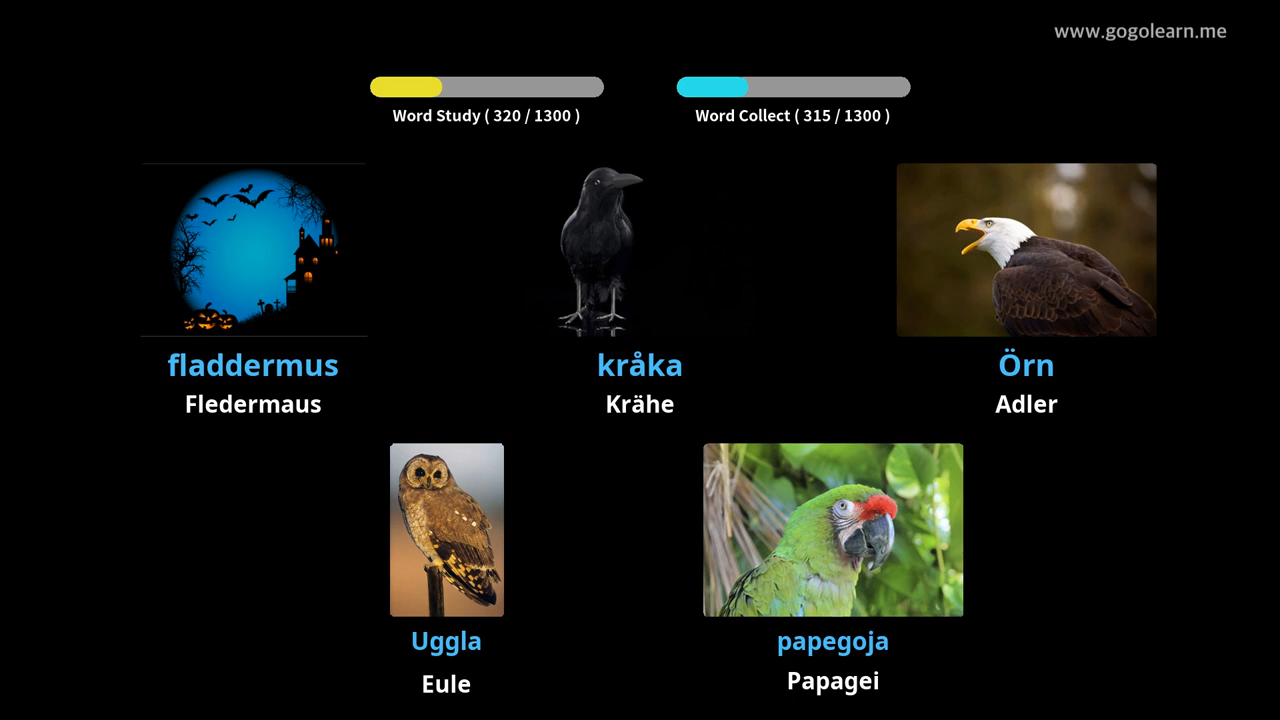 www.gogolearn.me
Word Study ( 320 / 1300 )
Word Collect ( 315 / 1300 )
fladdermus
Fledermaus
kråka
Krähe
Örn
Adler
Uggla
Eule
papegoja
Papagei